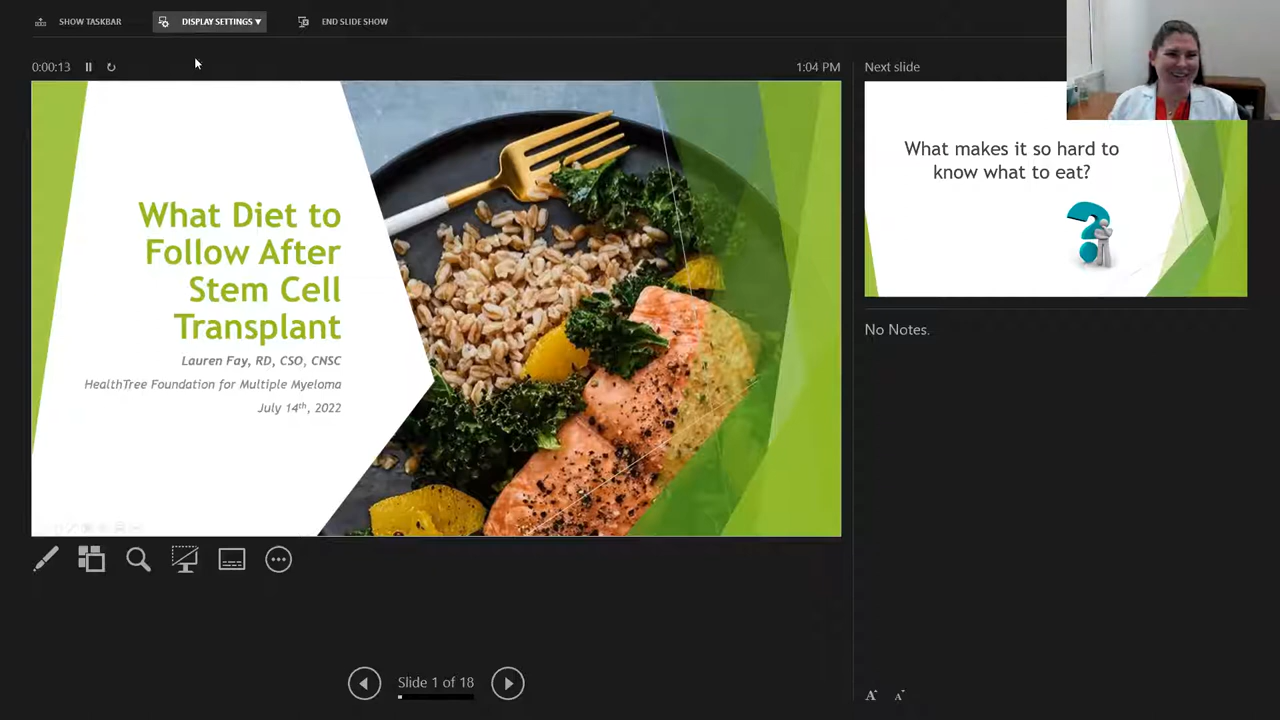 SHOW TASKBAR
DISPLAY SETTINGS ▼
END SLIDE SHOW
0:00:13
1:04 PM
Next slide
What Diet to
Follow After
Stem Cell
Transplant
Lauren Fay, RD, CSO, CNSC
HealthTree Foundation for Multiple Myeloma
July 14th, 2022
What makes it so hard to
know what to eat?
No Notes.
Slide 1 of 18
A
A